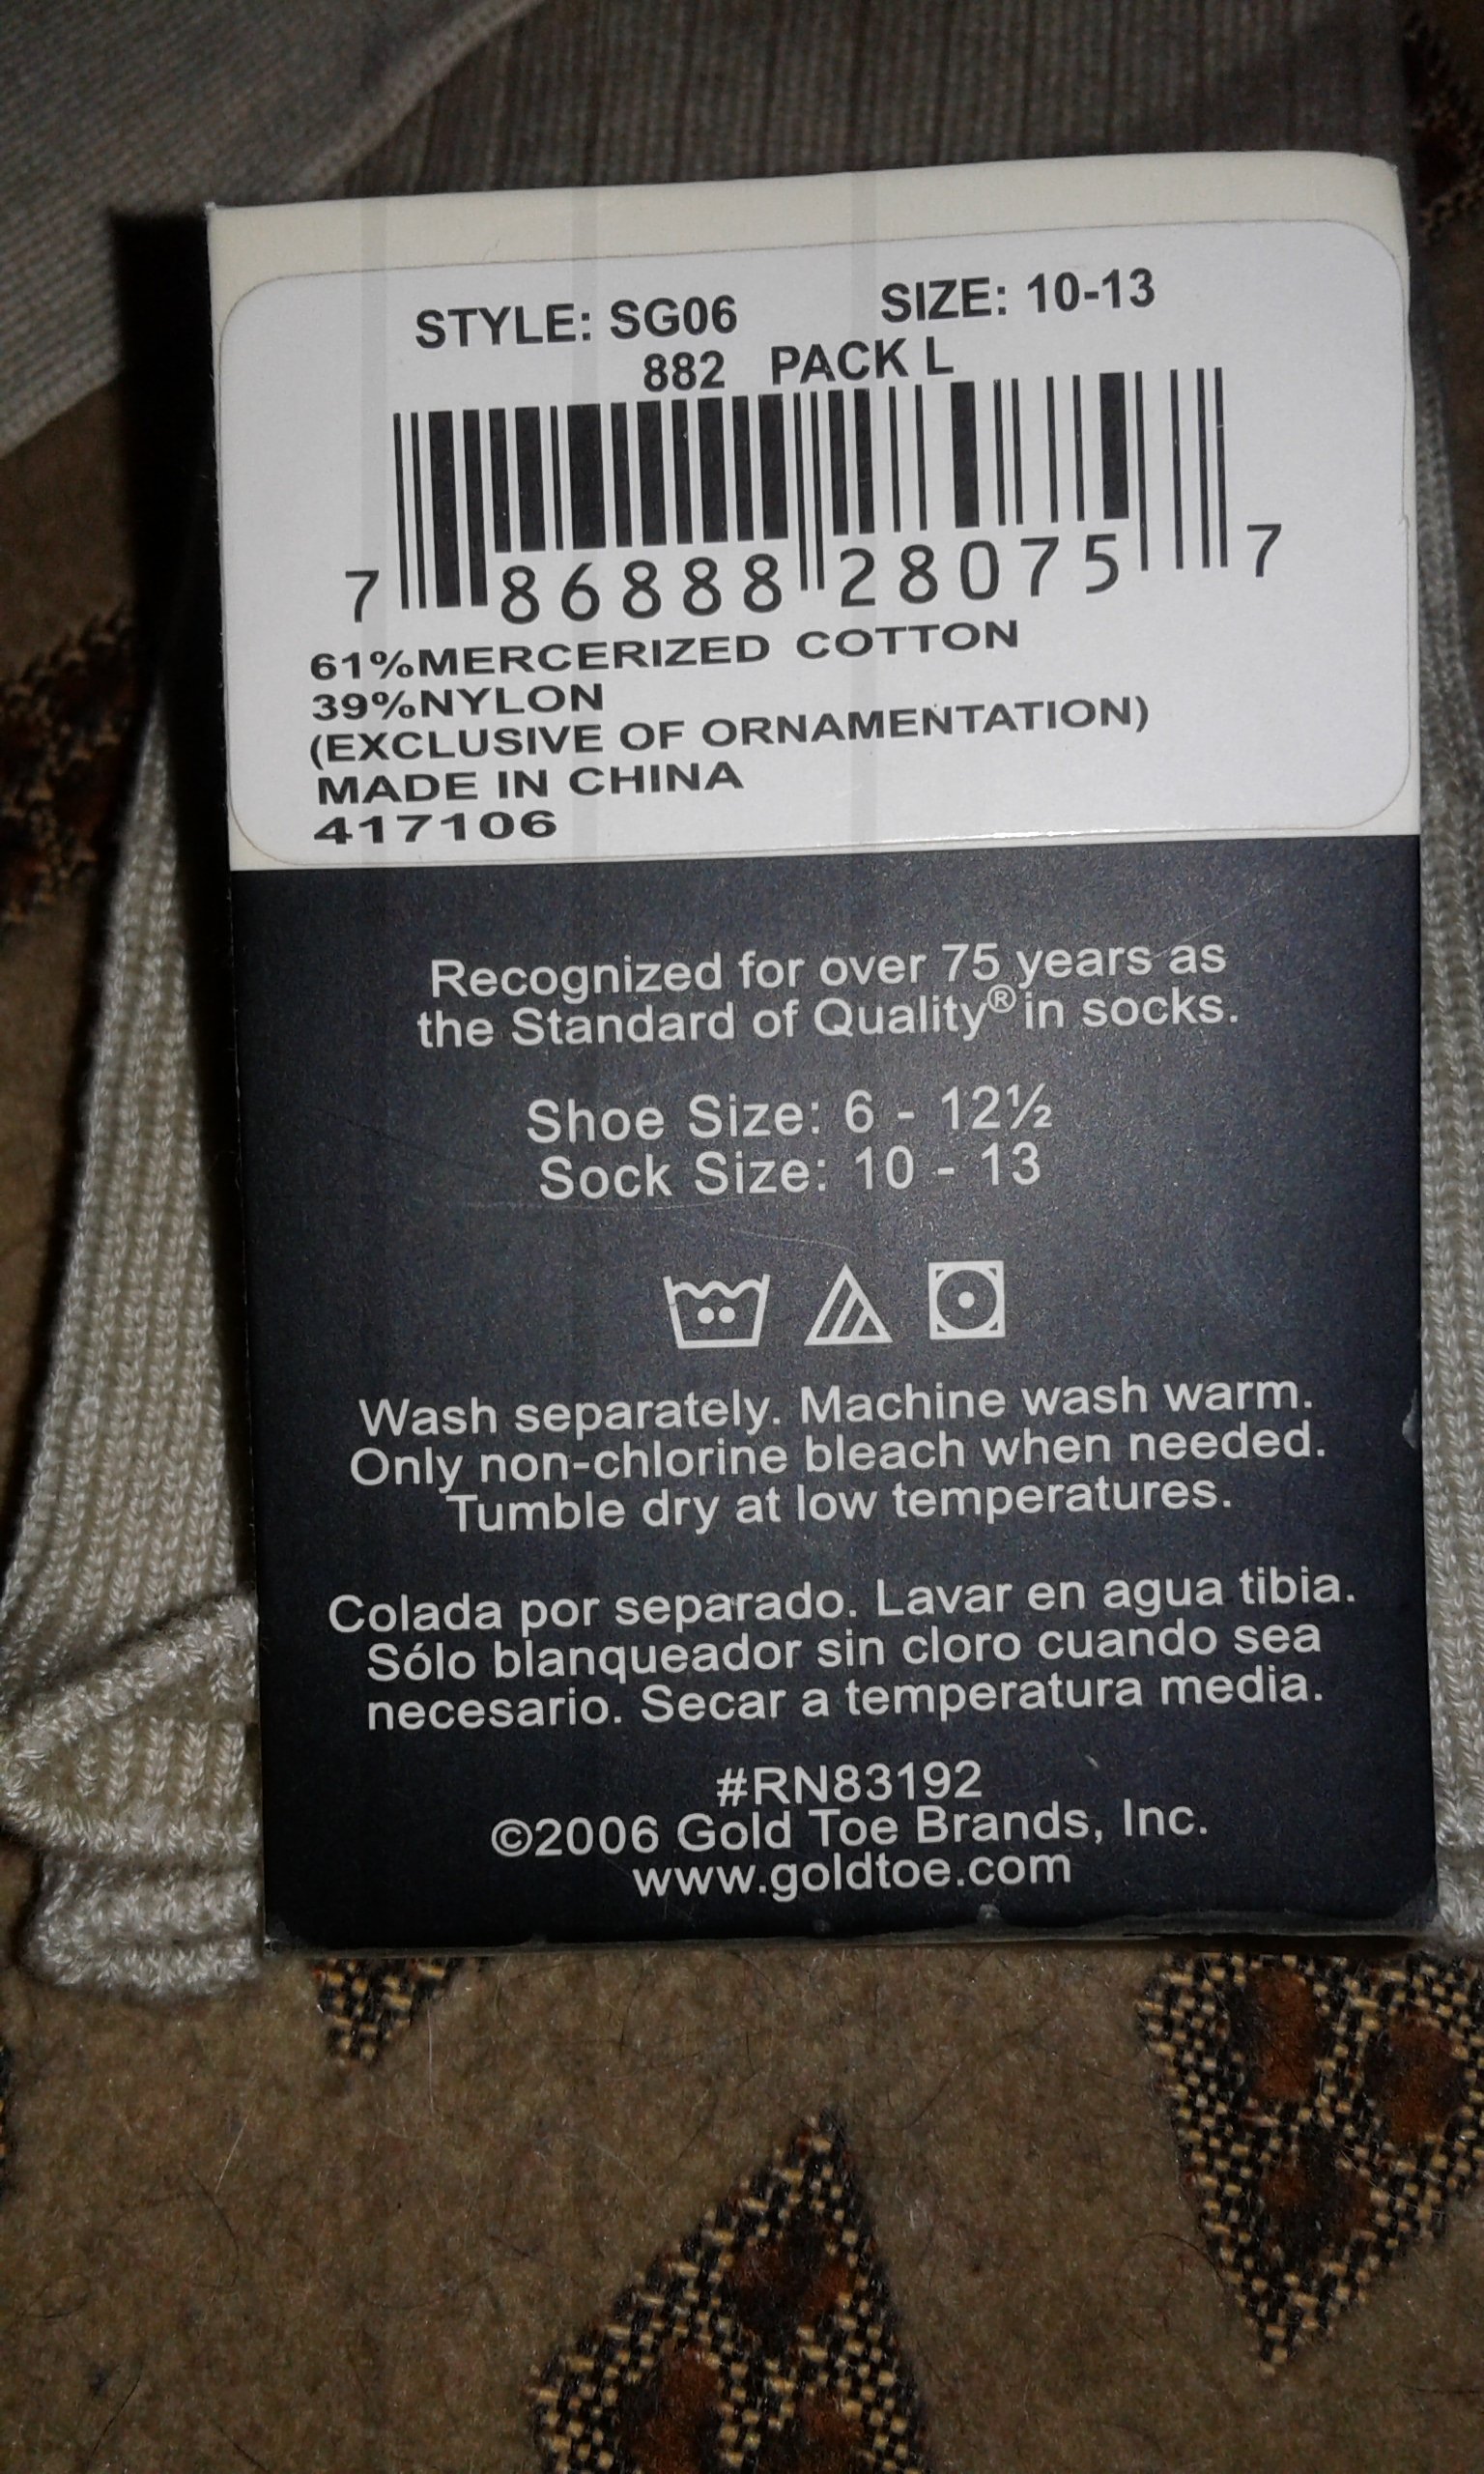 STYLE: SG06 SIZE: 10-13
882 PACK L
7 86888 28075 7
61%MERCERIZED COTTON
39%NYLON
(EXCLUSIVE OF ORNAMENTATION)
MADE IN CHINA
417106
Recognized for over 75 years as
the Standard of Quality® in socks.
Shoe Size: 6 - 12½
Sock Size: 10 - 13
Wash separately. Machine wash warm.
Only non-chlorine bleach when needed.
Tumble dry at low temperatures.
Colada por separado. Lavar en agua tibia.
Sólo blanqueador sin cloro cuando sea
necesario. Secar a temperatura media.
#RN83192
©2006 Gold Toe Brands, Inc.
www.goldtoe.com